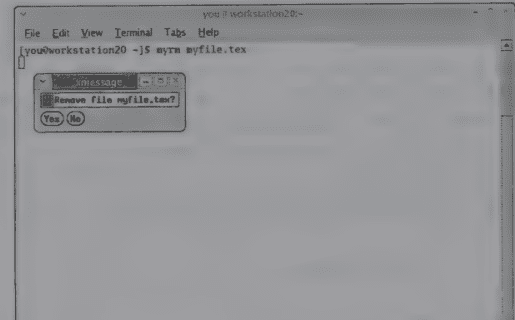 you@workstation20:~
File Edit View Terminal Tabs Help
[you@workstation20 ~]$ myrm myfile.tex
xmessage
Remove file myfile.tex?
Yes No